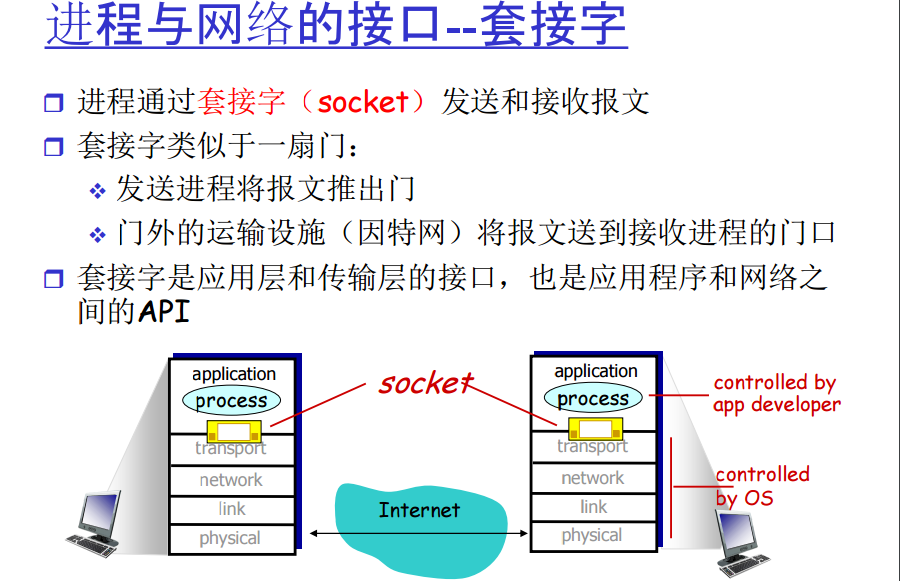 进程与网络的接口--套接字
进程通过套接字（socket）发送和接收报文
套接字类似于一扇门：
发送进程将报文推出门
门外的运输设施（因特网）将报文送到接收进程的门口
套接字是应用层和传输层的接口，也是应用程序和网络之
间的API
application
process
transport
network
link
physical
socket
Internet
application
process
transport
network
link
physical
controlled by
app developer
controlled
by OS